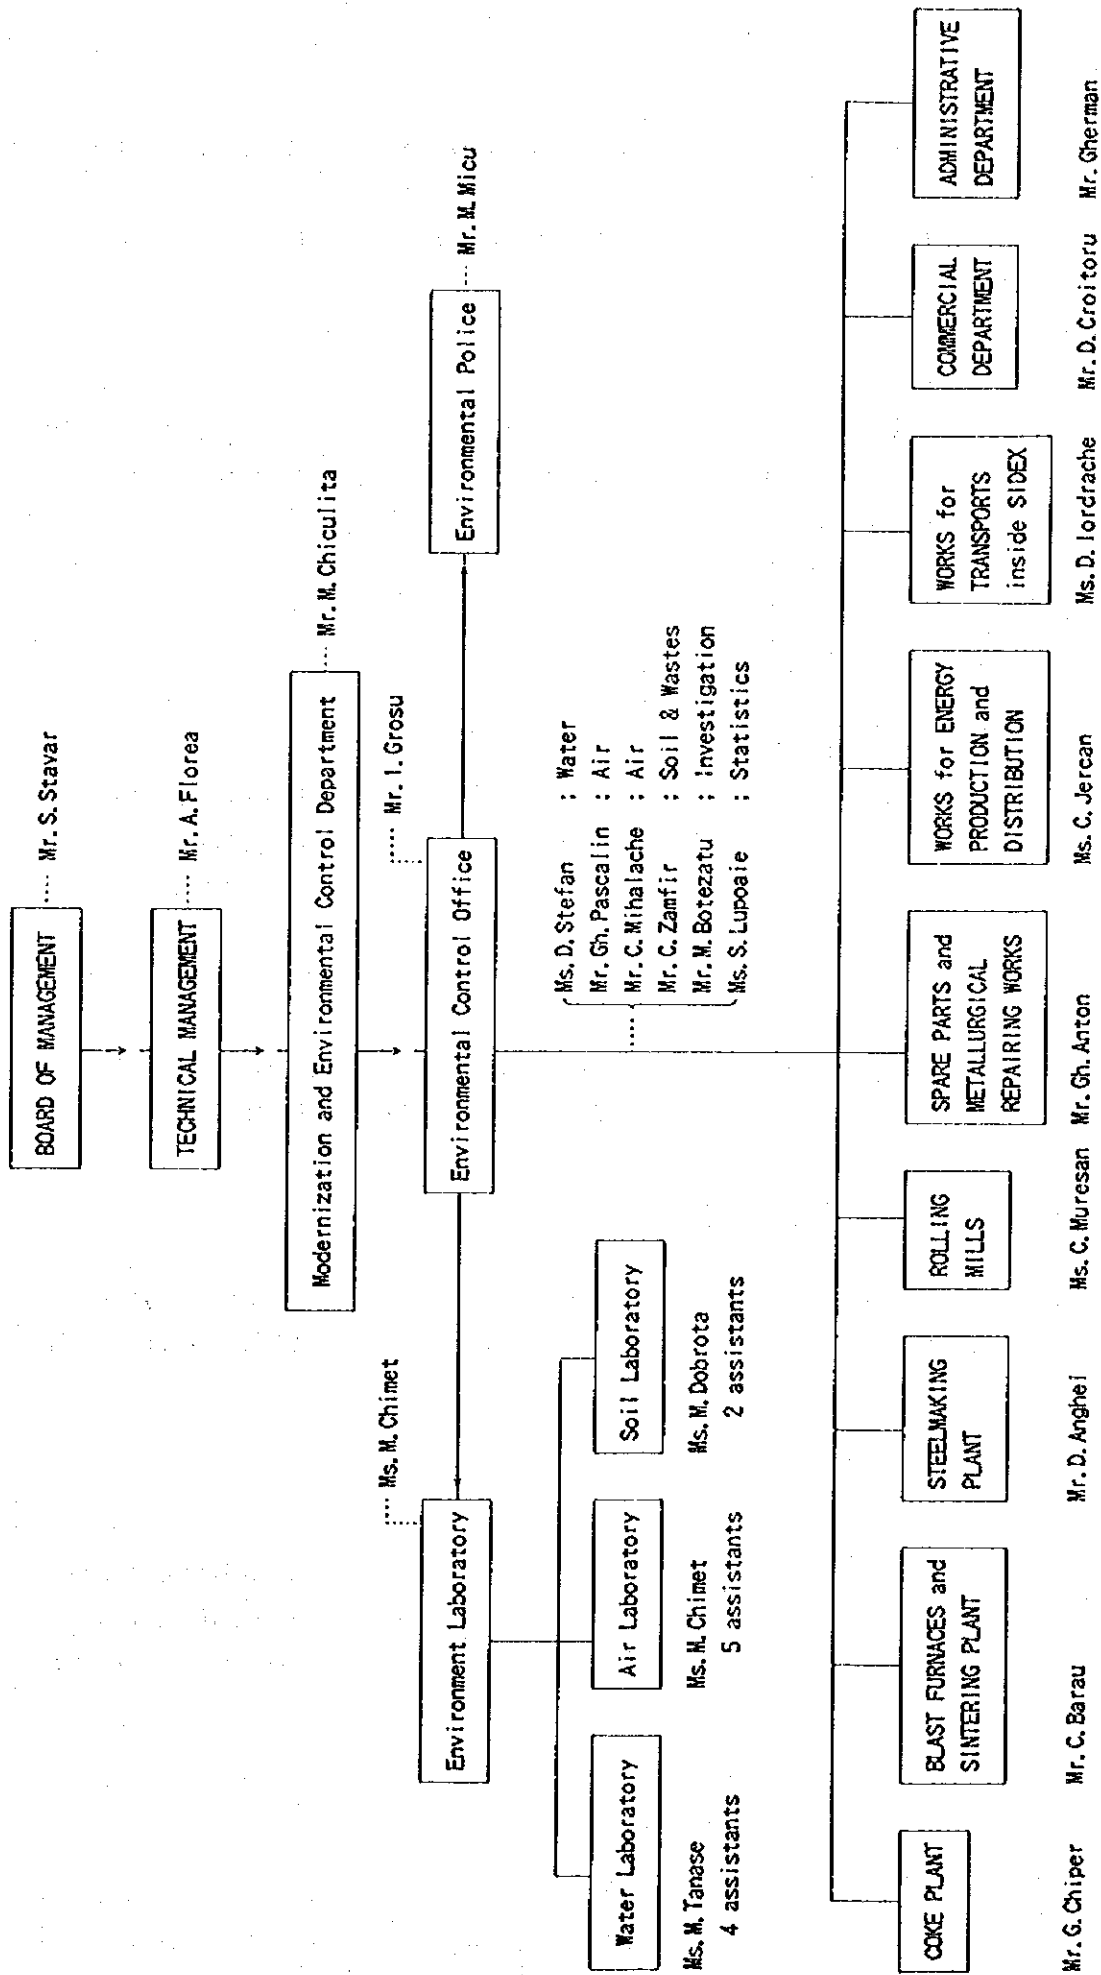 BOARD OF MANAGEMENT ···· Mr. S. Stavar
TECHNICAL MANAGEMENT ···· Mr. A. Florea
Modernization and Environmental Control Department ···· Mr. M. Chiculita
Ms. M. Chimet
Mr. I. Grosu
Environment Laboratory
Environmental Control Office
Environmental Police ···· Mr. M. Micu
Water Laboratory
Air Laboratory
Soil Laboratory
Ms. M. Tanase
4 assistants
Ms. M. Chimet
5 assistants
Ms. M. Dobrota
2 assistants
Ms. D. Stefan : Water
Mr. Gh. Pascalin : Air
Mr. C. Mihalache : Air
Mr. C. Zamfir : Soil & Wastes
Mr. M. Botezatu : Investigation
Ms. S. Lupoaie : Statistics
COKE PLANT
BLAST FURNACES and
SINTERING PLANT
STEELMAKING
PLANT
ROLLING
MILLS
SPARE PARTS and
METALLURGICAL
REPAIRING WORKS
WORKS for ENERGY
PRODUCTION and
DISTRIBUTION
WORKS for
TRANSPORTS
inside SIDEX
COMMERCIAL
DEPARTMENT
ADMINISTRATIVE
DEPARTMENT
Mr. G. Chiper
Mr. C. Barau
Mr. D. Anghel
Ms. C. Muresan
Mr. Gh. Anton
Ms. C. Jercan
Ms. D. Iordrache
Mr. D. Croitoru
Mr. Gherman